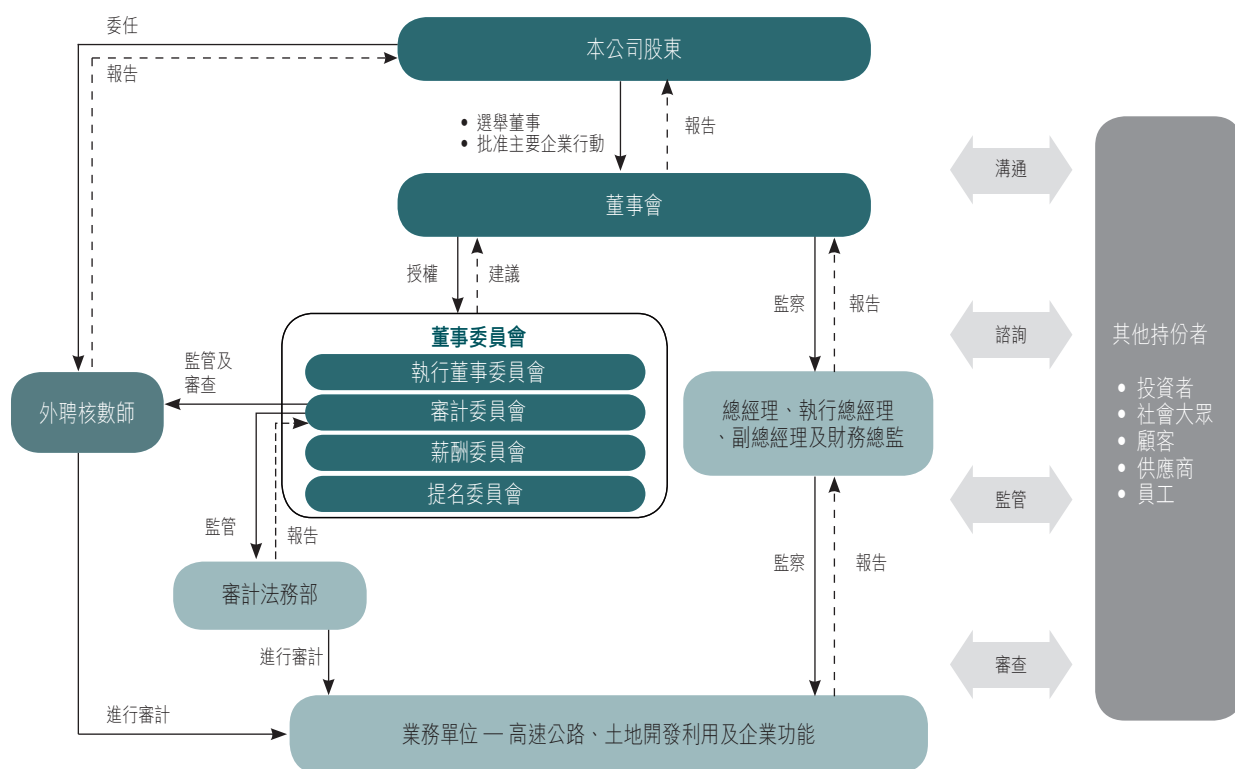 委任
本公司股東
報告
• 選舉董事
• 批准主要企業行動
報告
溝通
董事會
授權
建議
監察
報告
諮詢
董事委員會
執行董事委員會
審計委員會
薪酬委員會
提名委員會
監管及
審查
外聘核數師
總經理、執行總經理
、副總經理及財務總監
其他持份者
• 投資者
• 社會大眾
• 顧客
• 供應商
• 員工
監管
監管
報告
審計法務部
監察
報告
進行審計
審查
進行審計
業務單位 — 高速公路、土地開發利用及企業功能